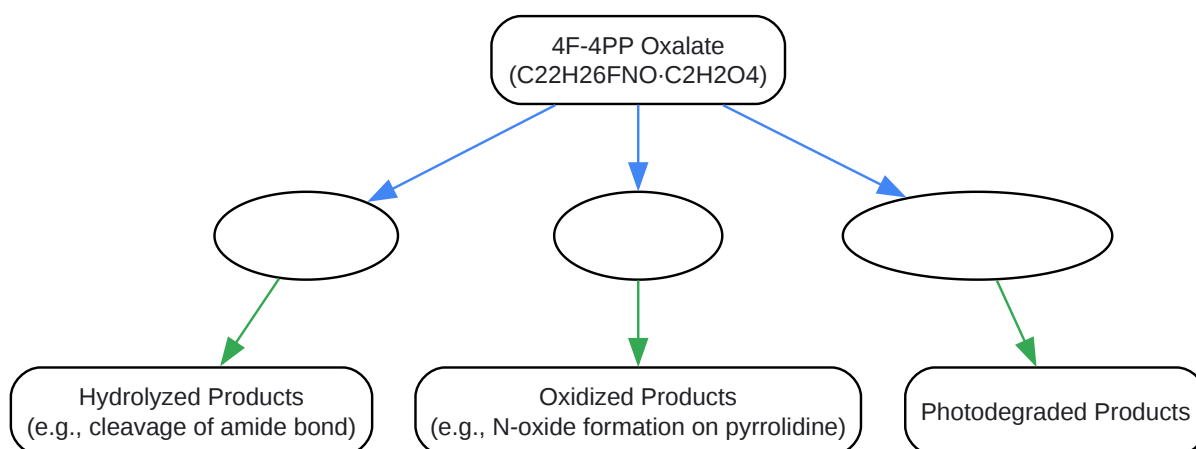 4F-4PP Oxalate
(C22H26FNO·C2H2O4)
Hydrolyzed Products
(e.g., cleavage of amide bond)
Oxidized Products
(e.g., N-oxide formation on pyrrolidine)
Photodegraded Products